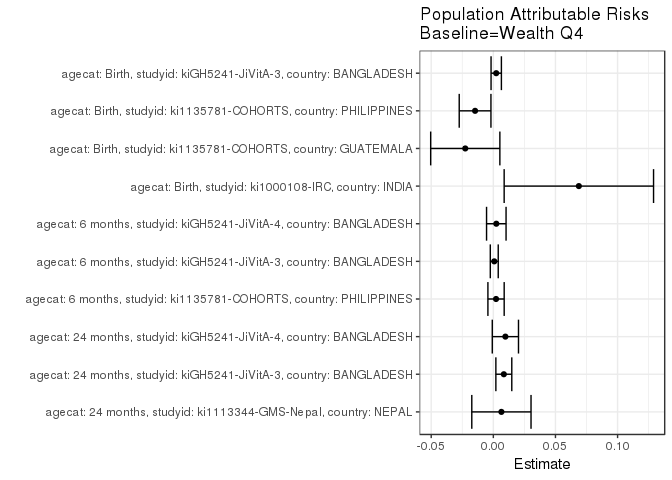 Population Attributable Risks
Baseline=Wealth Q4
agecat: Birth, studyid: kiGH5241-JiVitA-3, country: BANGLADESH
agecat: Birth, studyid: ki1135781-COHORTS, country: PHILIPPINES
agecat: Birth, studyid: ki1135781-COHORTS, country: GUATEMALA
agecat: Birth, studyid: ki1000108-IRC, country: INDIA
agecat: 6 months, studyid: kiGH5241-JiVitA-4, country: BANGLADESH
agecat: 6 months, studyid: kiGH5241-JiVitA-3, country: BANGLADESH
agecat: 6 months, studyid: ki1135781-COHORTS, country: PHILIPPINES
agecat: 24 months, studyid: kiGH5241-JiVitA-4, country: BANGLADESH
agecat: 24 months, studyid: kiGH5241-JiVitA-3, country: BANGLADESH
agecat: 24 months, studyid: ki1113344-GMS-Nepal, country: NEPAL
-0.05 0.00 0.05 0.10
Estimate